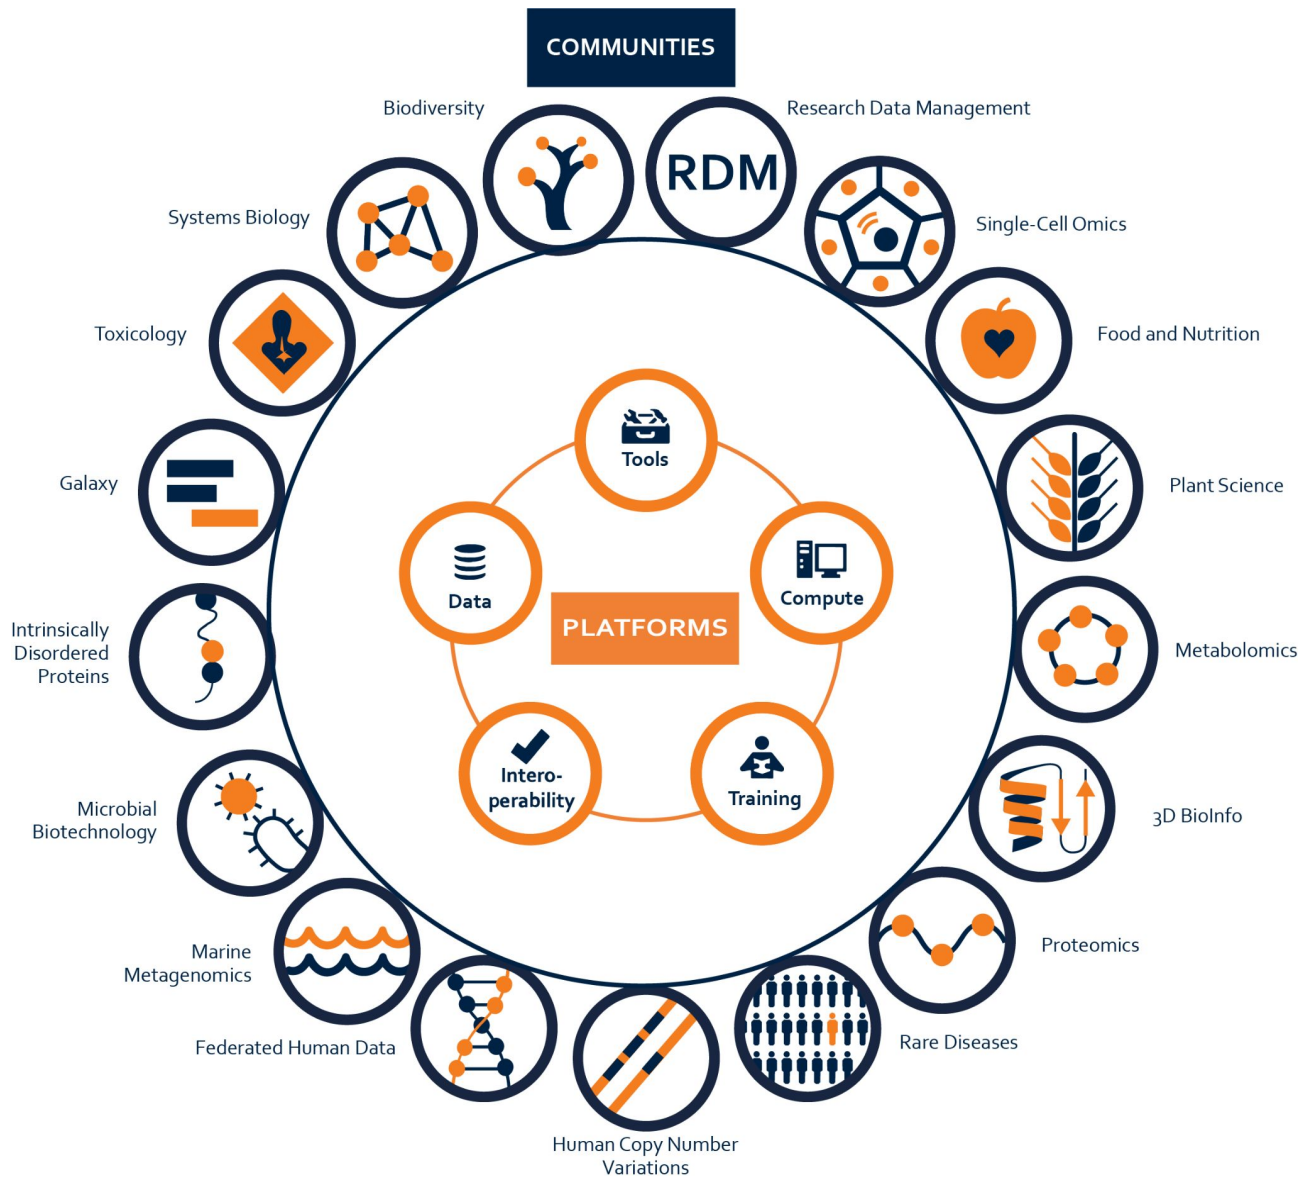 COMMUNITIES
Biodiversity
Research Data Management
RDM
Systems Biology
Single-Cell Omics
Toxicology
Food and Nutrition
Galaxy
Plant Science
Tools
Data
Compute
PLATFORMS
Intrinsically
Disordered
Proteins
Metabolomics
Intero-
perability
Training
Microbial
Biotechnology
3D BioInfo
Marine
Metagenomics
Proteomics
Federated Human Data
Rare Diseases
Human Copy Number
Variations